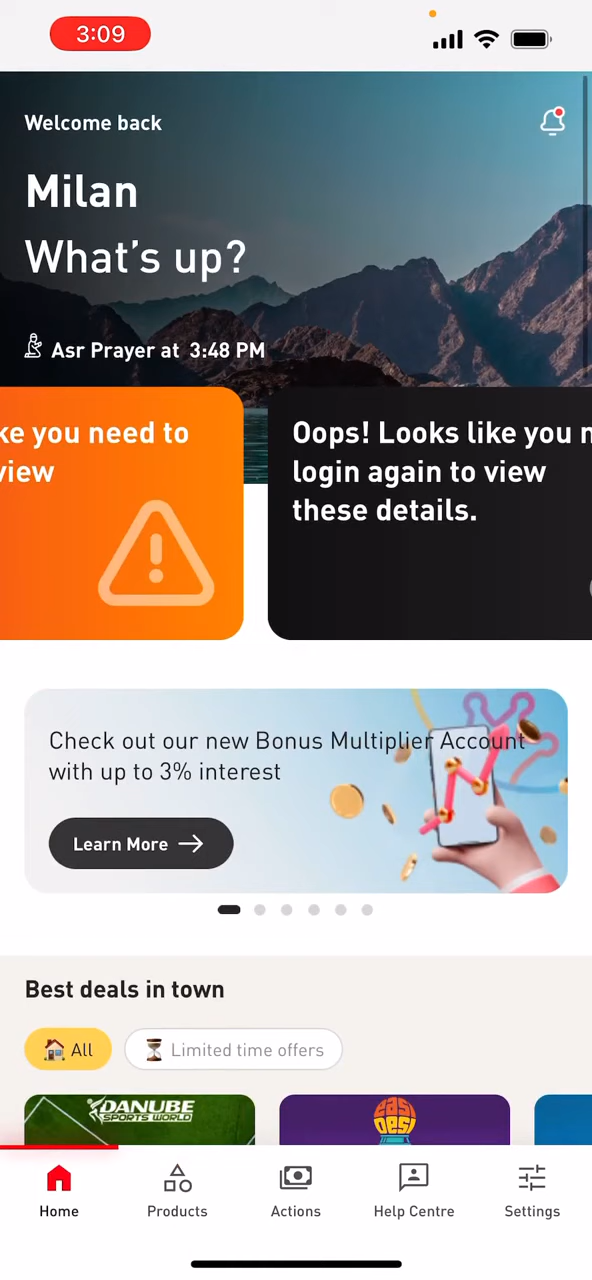 3:09
Welcome back
Milan
What's up?
Asr Prayer at 3:48 PM
ke you need to
view
Oops! Looks like you n
login again to view
these details.
Check out our new Bonus Multiplier Account
with up to 3% interest
Learn More
Best deals in town
All
Limited time offers
DANUBE
SPORTS WORLD
EAST
DESI
Home
Products
Actions
Help Centre
Settings